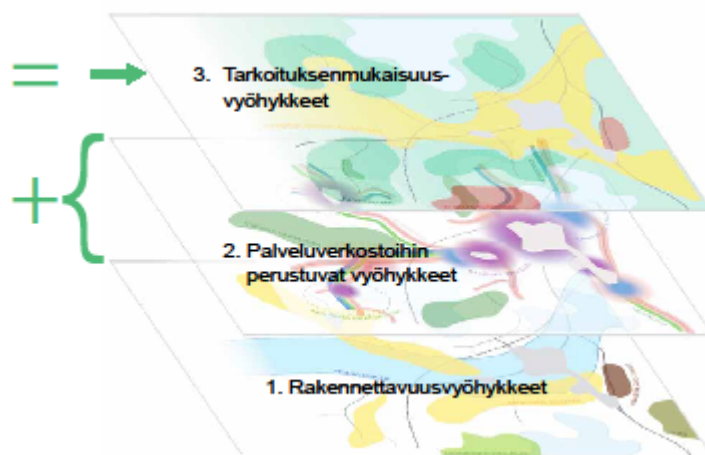 =
3. Tarkoituksenmukaisuus-
vyöhykkeet
+
2. Palveluverkostoihin
perustuvat vyöhykkeet
1. Rakennettavuusvyöhykkeet